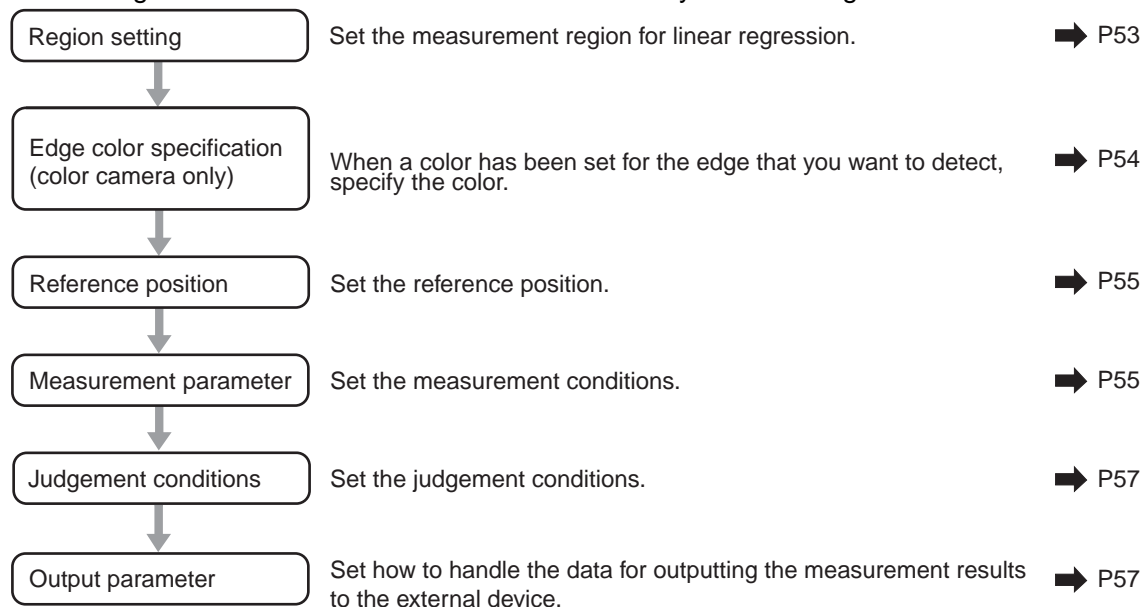 Region setting
Set the measurement region for linear regression.
P53
Edge color specification
(color camera only)
When a color has been set for the edge that you want to detect,
specify the color.
P54
Reference position
Set the reference position.
P55
Measurement parameter
Set the measurement conditions.
P55
Judgement conditions
Set the judgement conditions.
P57
Output parameter
Set how to handle the data for outputting the measurement results
to the external device.
P57